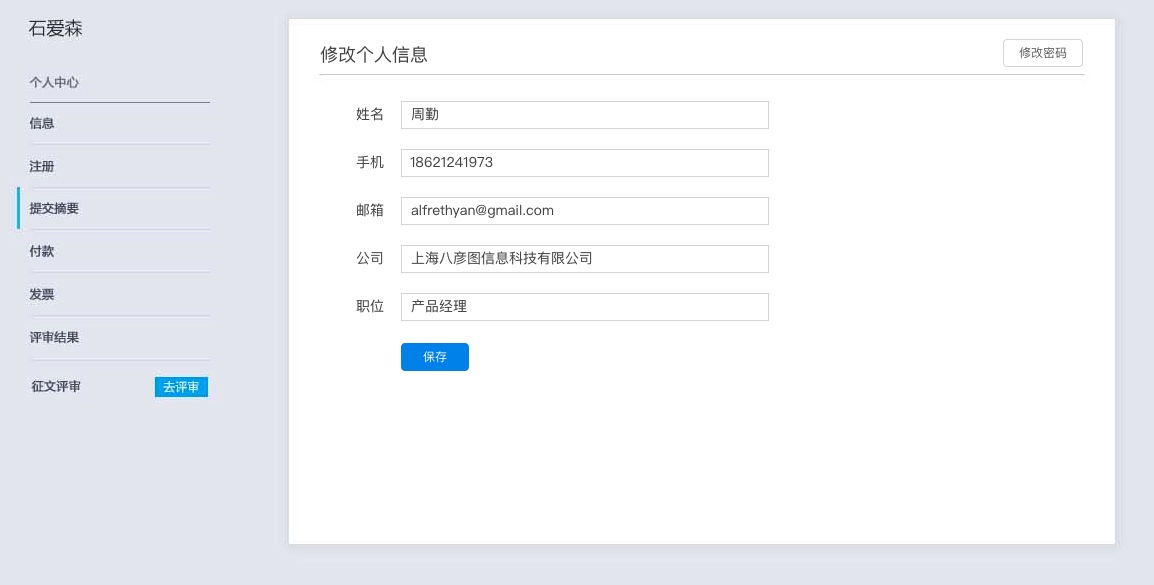 石爱森
个人中心
信息
注册
提交摘要
付款
发票
评审结果
征文评审 去评审
修改个人信息 修改密码
姓名 周勤
手机 18621241973
邮箱 alfrethyan@gmail.com
公司 上海八彦图信息科技有限公司
职位 产品经理
保存